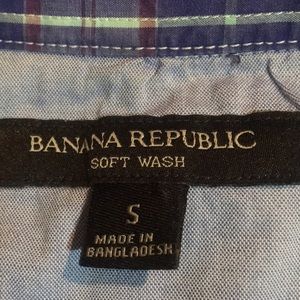 BANANA REPUBLIC
SOFT WASH
S
MADE IN
BANGLADESH